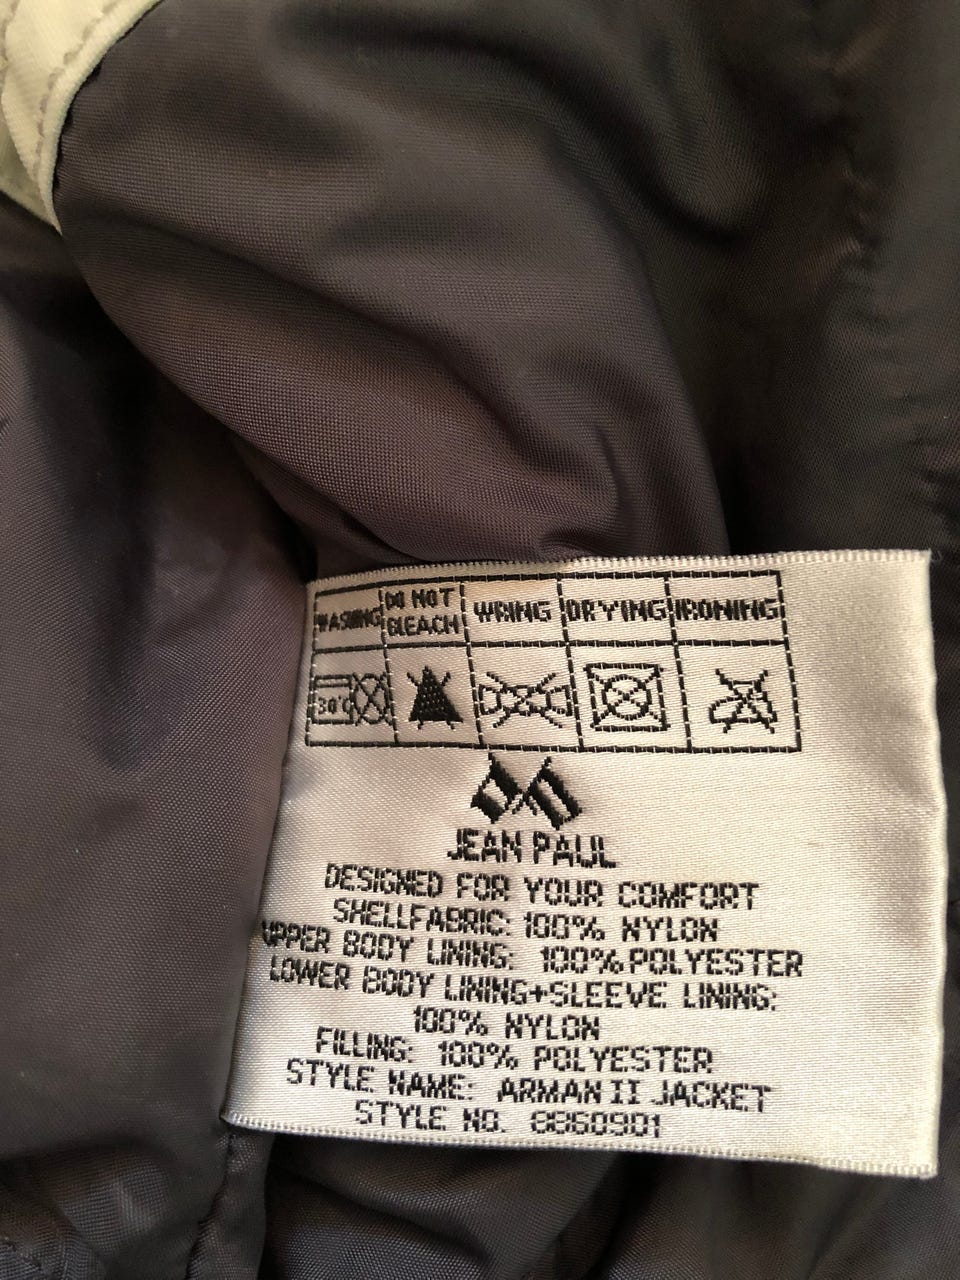 WASHING DO NOT BLEACH WRING DRYING IRONING
30°C
JEAN PAUL
DESIGNED FOR YOUR COMFORT
SHELLFABRIC: 100% NYLON
UPPER BODY LINING: 100% POLYESTER
LOWER BODY LINING+SLEEVE LINING:
100% NYLON
FILLING: 100% POLYESTER
STYLE NAME: ARMAN II JACKET
STYLE NO. 8860901